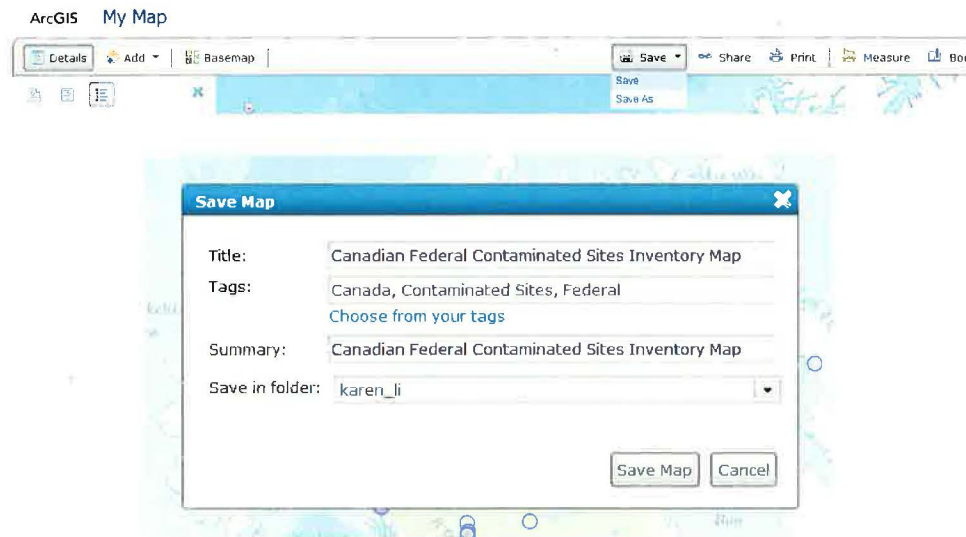 ArcGIS My Map
Details Add Basemap Save Share Print Measure
Save
Save As
Save Map
Title: Canadian Federal Contaminated Sites Inventory Map
Tags: Canada, Contaminated Sites, Federal
Choose from your tags
Summary: Canadian Federal Contaminated Sites Inventory Map
Save in folder: karen_li
Save Map Cancel